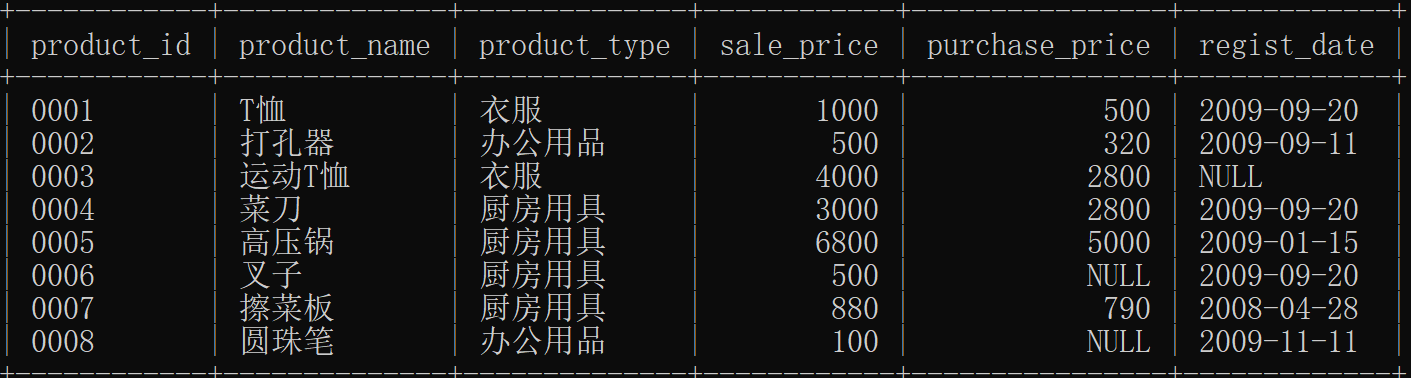 product_id product_name product_type sale_price purchase_price regist_date
0001 T恤 衣服 1000 500 2009-09-20
0002 打孔器 办公用品 500 320 2009-09-11
0003 运动T恤 衣服 4000 2800 NULL
0004 菜刀 厨房用具 3000 2800 2009-09-20
0005 高压锅 厨房用具 6800 5000 2009-01-15
0006 叉子 厨房用具 500 NULL 2009-09-20
0007 擦菜板 厨房用具 880 790 2008-04-28
0008 圆珠笔 办公用品 100 NULL 2009-11-11